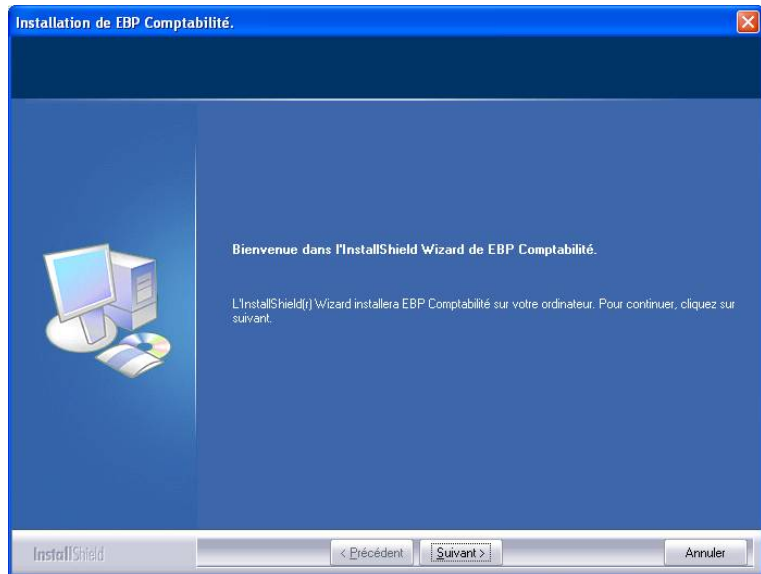 Installation de EBP Comptabilité.
Bienvenue dans l'InstallShield Wizard de EBP Comptabilité.
L'InstallShield(r) Wizard installera EBP Comptabilité sur votre ordinateur. Pour continuer, cliquez sur
suivant.
InstallShield
< Précédent
Suivant >
Annuler